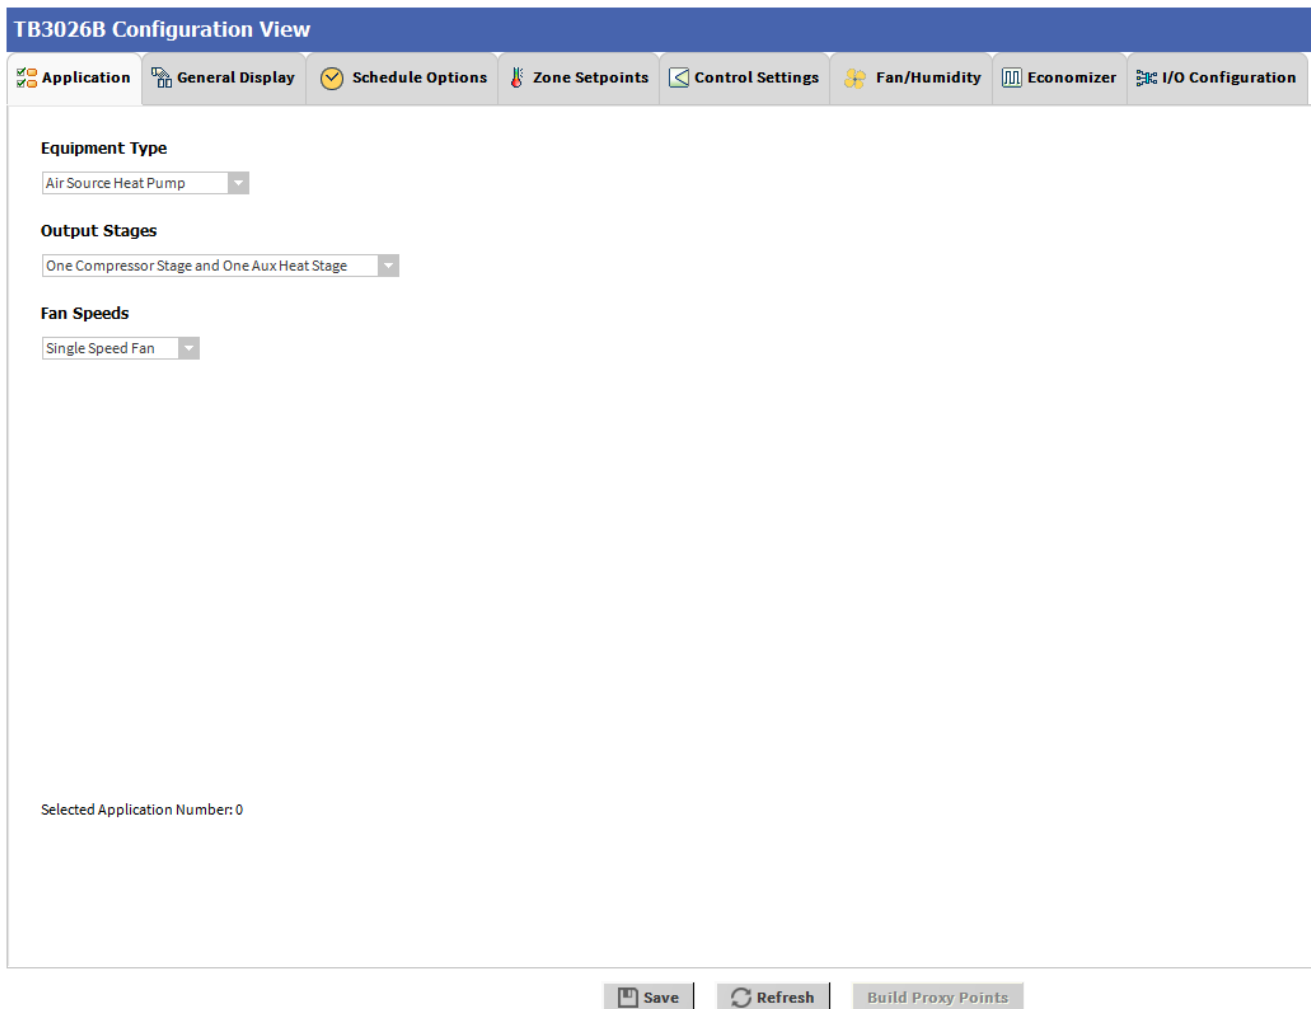 TB3026B Configuration View
Application General Display Schedule Options Zone Setpoints Control Settings Fan/Humidity Economizer I/O Configuration
Equipment Type
Air Source Heat Pump
Output Stages
One Compressor Stage and One Aux Heat Stage
Fan Speeds
Single Speed Fan
Selected Application Number: 0
Save Refresh Build Proxy Points